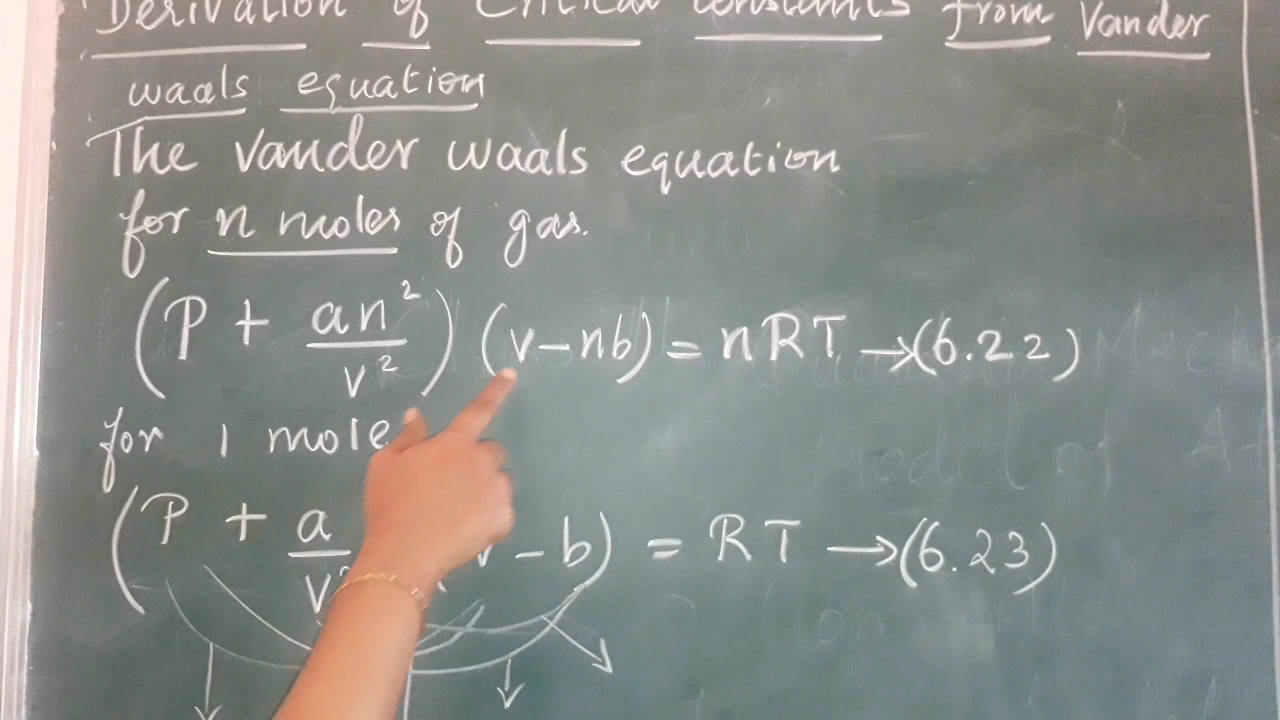 Derivation of Critical constants from Vander
waals equation
The Vander waals equation
for n moles of gas.
(P + an²/v²) (v-nb) = nRT → (6.22)
for 1 mole
(P + a/v² v - b) = RT → (6.23)